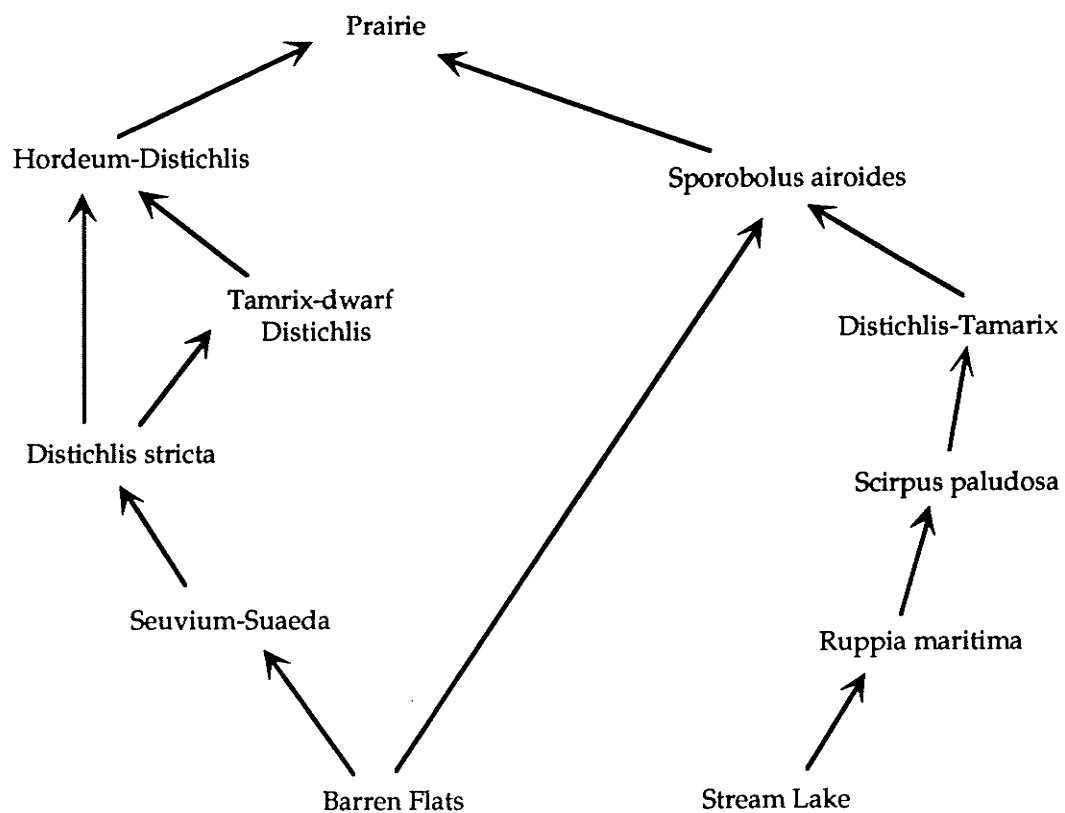 Prairie
Hordeum-Distichlis
Sporobolus airoides
Tamrix-dwarf
Distichlis
Distichlis-Tamarix
Distichlis stricta
Scirpus paludosa
Seuvium-Suaeda
Ruppia maritima
Barren Flats
Stream Lake